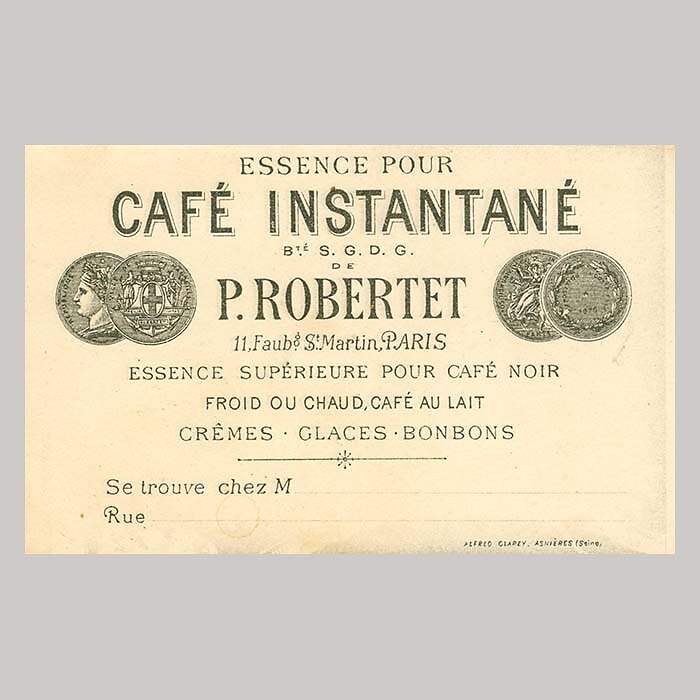 ESSENCE POUR
CAFÉ INSTANTANÉ
BTÉ S. G. D. G.
DE
P. ROBERTET
11, Faubg St Martin, PARIS
ESSENCE SUPÉRIEURE POUR CAFÉ NOIR
FROID OU CHAUD, CAFÉ AU LAIT
CRÊMES · GLACES · BONBONS
Se trouve chez M
Rue
ALFRED CLAREY, ASNIÈRES (Seine)